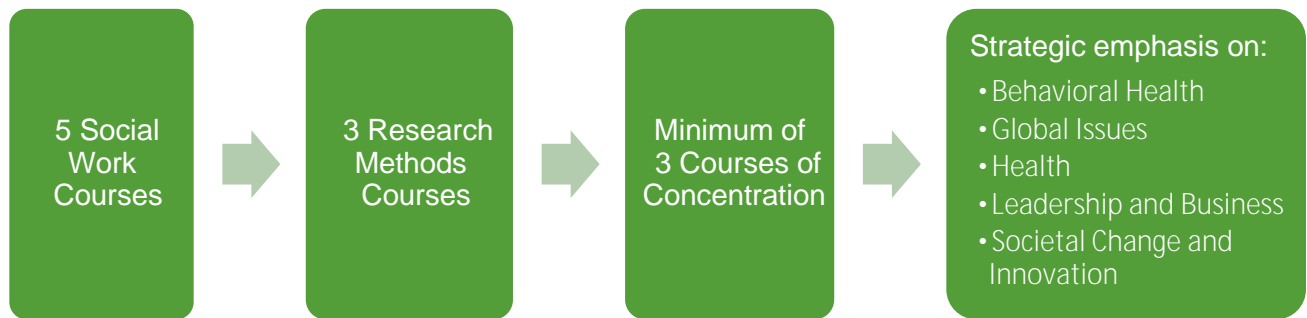 5 Social
Work
Courses
3 Research
Methods
Courses
Minimum of
3 Courses of
Concentration
Strategic emphasis on:
• Behavioral Health
• Global Issues
• Health
• Leadership and Business
• Societal Change and
Innovation